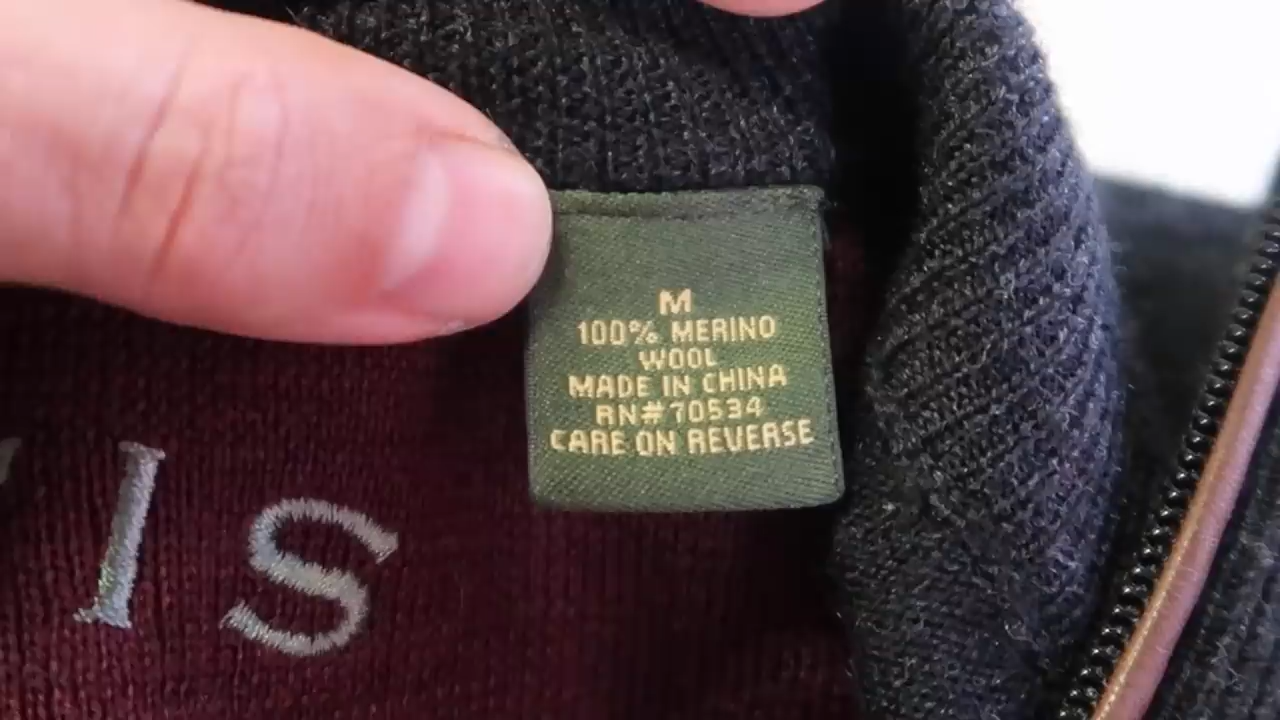 M
100% MERINO
WOOL
MADE IN CHINA
RN#70534
CARE ON REVERSE
IS